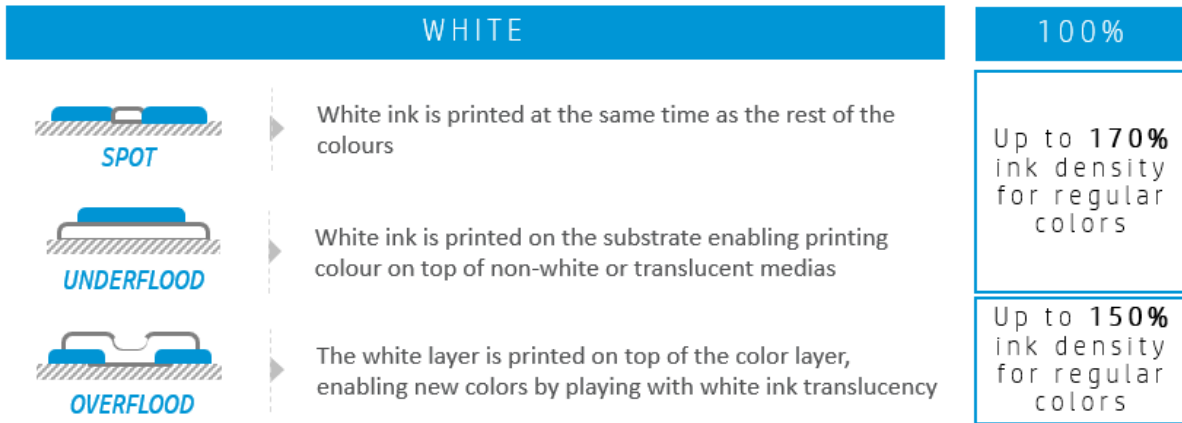 WHITE
100%
SPOT
White ink is printed at the same time as the rest of the
colours
UNDERFLOOD
White ink is printed on the substrate enabling printing
colour on top of non-white or translucent medias
OVERFLOOD
The white layer is printed on top of the color layer,
enabling new colors by playing with white ink translucency
Up to 170%
ink density
for regular
colors
Up to 150%
ink density
for regular
colors